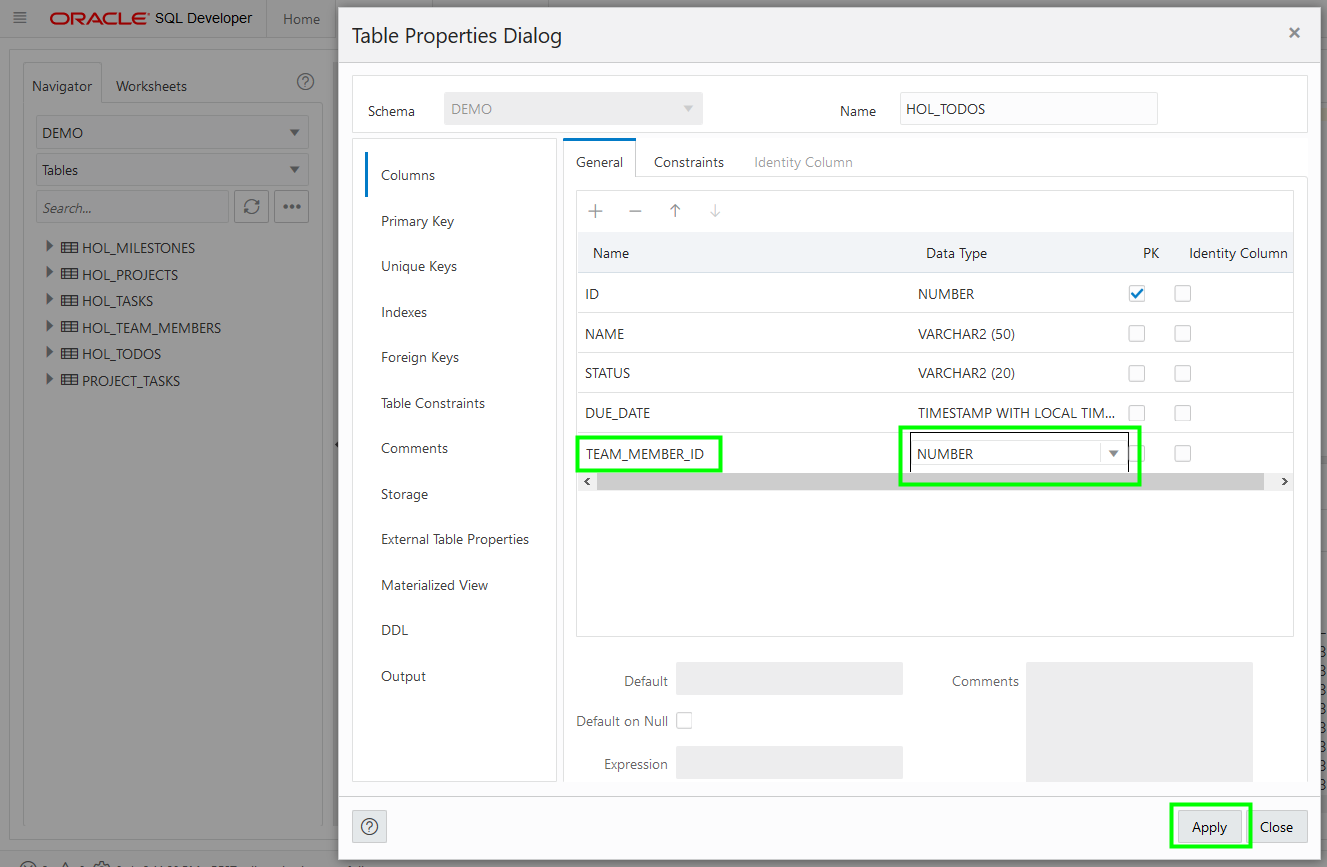 ORACLE® SQL Developer
Home
Table Properties Dialog
Navigator
Worksheets
DEMO
Tables
Search...
HOL_MILESTONES
HOL_PROJECTS
HOL_TASKS
HOL_TEAM_MEMBERS
HOL_TODOS
PROJECT_TASKS
Schema
DEMO
Name
HOL_TODOS
Columns
Primary Key
Unique Keys
Indexes
Foreign Keys
Table Constraints
Comments
Storage
External Table Properties
Materialized View
DDL
Output
General
Constraints
Identity Column
Name Data Type PK Identity Column
ID NUMBER
NAME VARCHAR2 (50)
STATUS VARCHAR2 (20)
DUE_DATE TIMESTAMP WITH LOCAL TIM...
TEAM_MEMBER_ID NUMBER
Default
Comments
Default on Null
Expression
Apply
Close